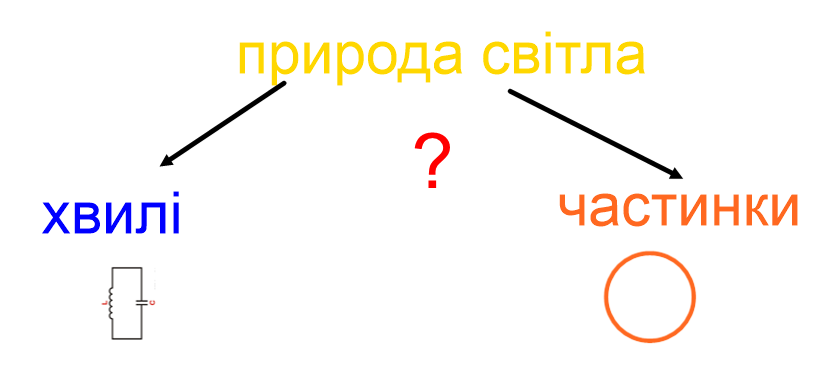 природа світла
?
хвилі
частинки
L
C